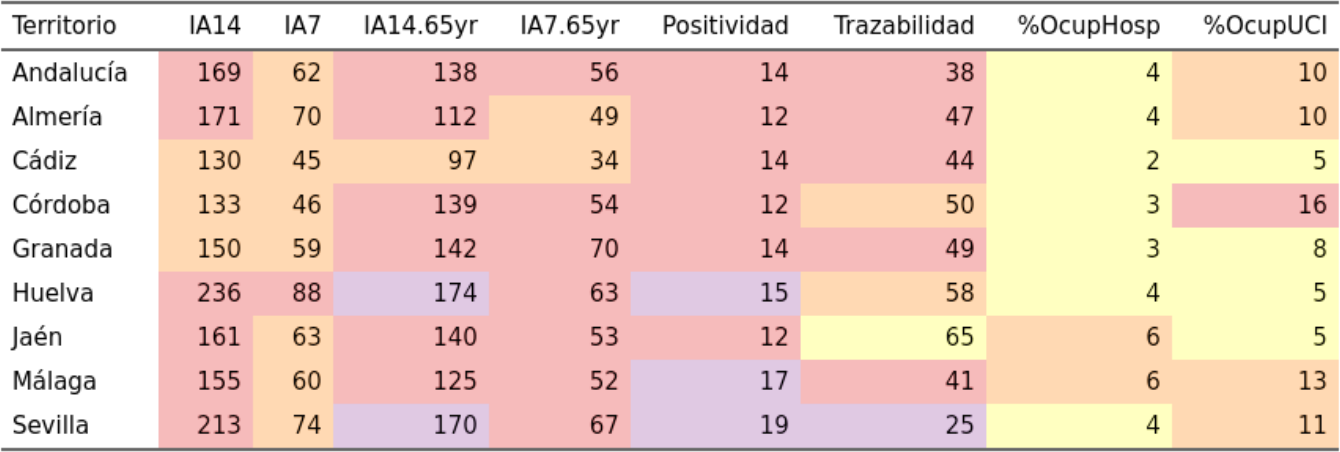 Territorio IA14 IA7 IA14.65yr IA7.65yr Positividad Trazabilidad %OcupHosp %OcupUCI
Andalucía 169 62 138 56 14 38 4 10
Almería 171 70 112 49 12 47 4 10
Cádiz 130 45 97 34 14 44 2 5
Córdoba 133 46 139 54 12 50 3 16
Granada 150 59 142 70 14 49 3 8
Huelva 236 88 174 63 15 58 4 5
Jaén 161 63 140 53 12 65 6 5
Málaga 155 60 125 52 17 41 6 13
Sevilla 213 74 170 67 19 25 4 11